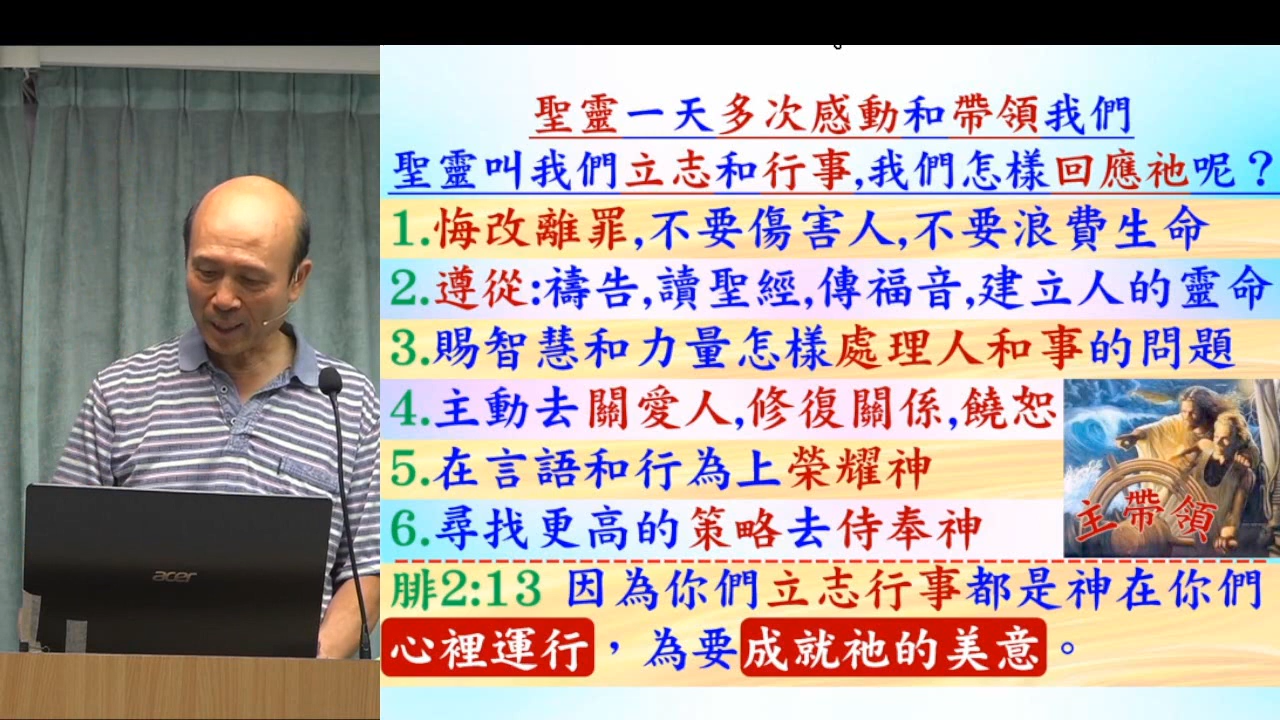 聖靈一天多次感動和帶領我們
聖靈叫我們立志和行事,我們怎樣回應祂呢？
1.悔改離罪,不要傷害人,不要浪費生命
2.遵從:禱告,讀聖經,傳福音,建立人的靈命
3.賜智慧和力量怎樣處理人和事的問題
4.主動去關愛人,修復關係,饒恕
5.在言語和行為上榮耀神
6.尋找更高的策略去侍奉神
主帶領
腓2:13 因為你們立志行事都是神在你們
心裡運行，為要成就祂的美意。
acer